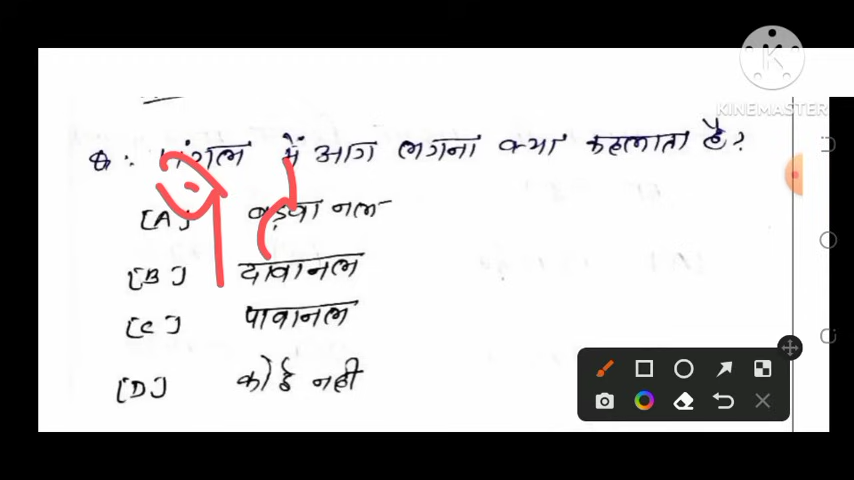 KINEMASTER
Q: जंगल में आग लगना क्या कहलाता है?
[A] बड़वानल
[B] दावानल
[C] पावानल
[D] कोई नही